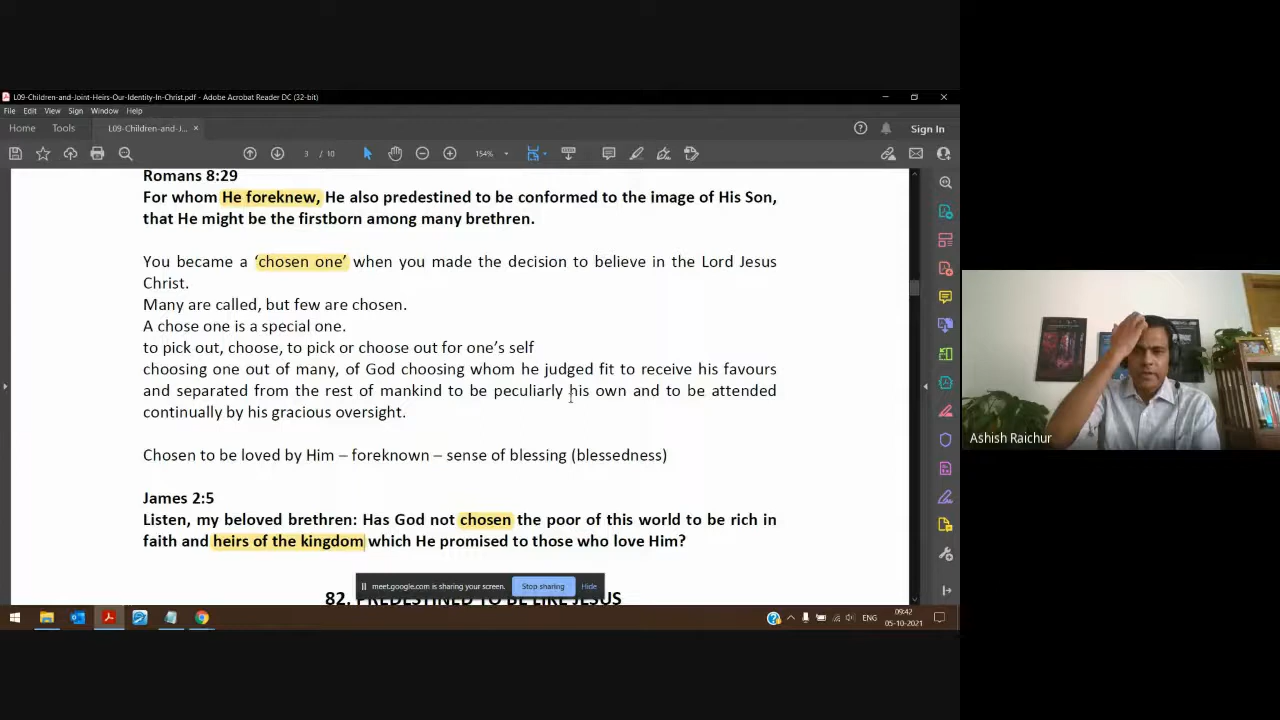 L09-Children-and-Joint-Heirs-Our-Identity-In-Christ.pdf - Adobe Acrobat Reader DC (32-bit)
File Edit View Sign Window Help
Home Tools L09-Children-and-J... × Sign In
3 / 10 154%
Romans 8:29
For whom He foreknew, He also predestined to be conformed to the image of His Son,
that He might be the firstborn among many brethren.
You became a ‘chosen one’ when you made the decision to believe in the Lord Jesus
Christ.
Many are called, but few are chosen.
A chose one is a special one.
to pick out, choose, to pick or choose out for one’s self
choosing one out of many, of God choosing whom he judged fit to receive his favours
and separated from the rest of mankind to be peculiarly his own and to be attended
continually by his gracious oversight.
Chosen to be loved by Him – foreknown – sense of blessing (blessedness)
James 2:5
Listen, my beloved brethren: Has God not chosen the poor of this world to be rich in
faith and heirs of the kingdom which He promised to those who love Him?
meet.google.com is sharing your screen. Stop sharing Hide
82. PREDESTINED TO BE LIKE JESUS
ENG
09:42
05-10-2021
Ashish Raichur